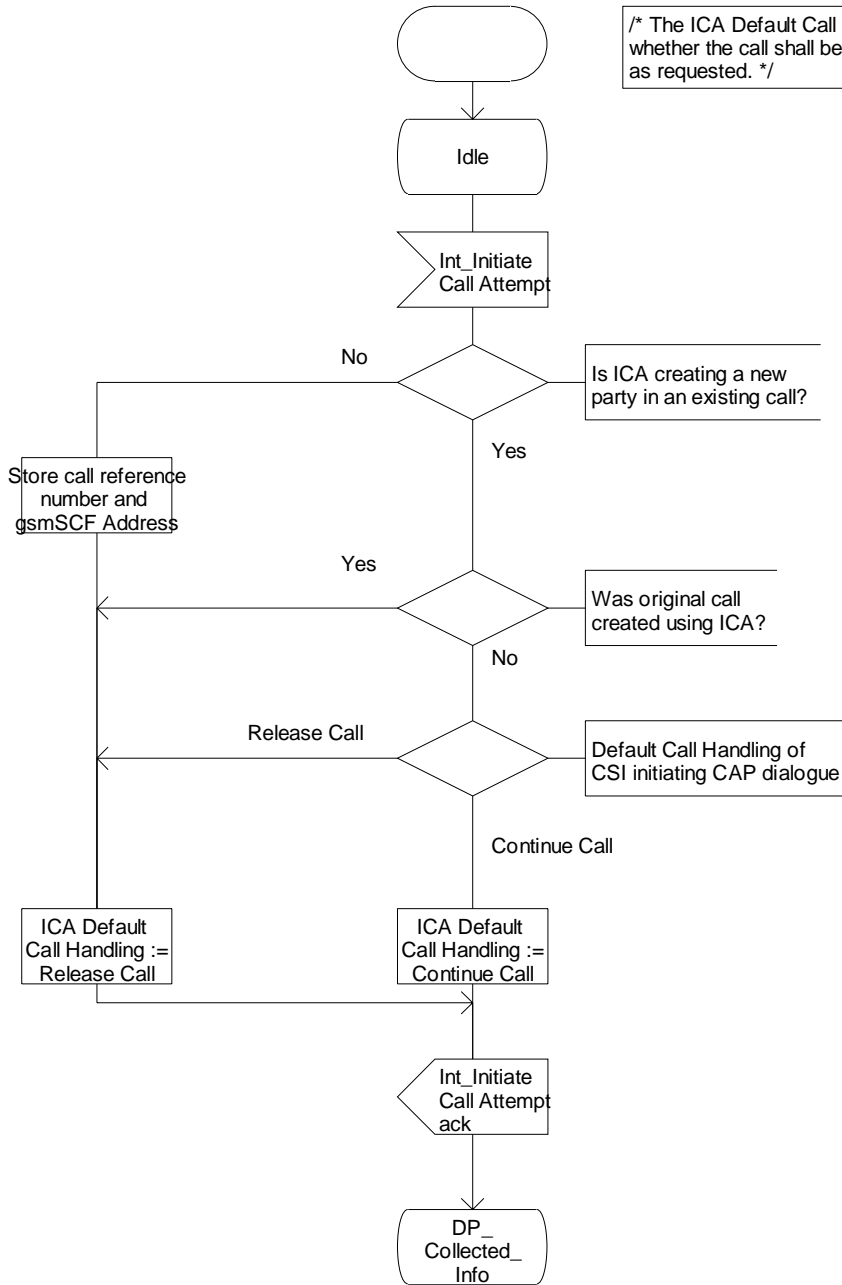 /* The ICA Default Call
whether the call shall be
as requested. */
Idle
Int_Initiate
Call Attempt
No
Is ICA creating a new
party in an existing call?
Yes
Store call reference
number and
gsmSCF Address
Yes
Was original call
created using ICA?
No
Release Call
Default Call Handling of
CSI initiating CAP dialogue
Continue Call
ICA Default
Call Handling :=
Release Call
ICA Default
Call Handling :=
Continue Call
Int_Initiate
Call Attempt
ack
DP_
Collected_
Info